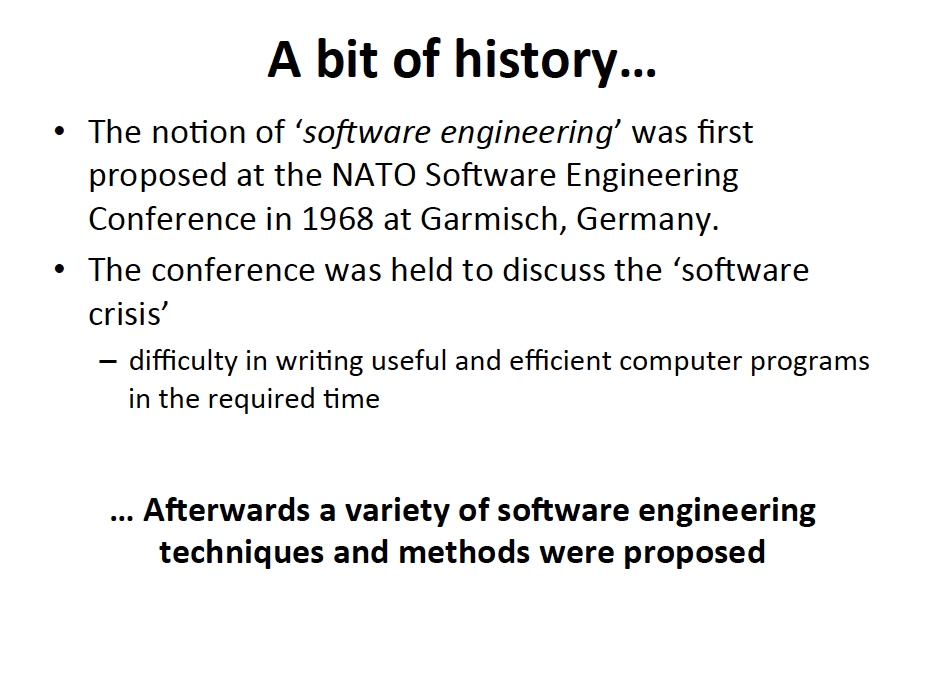 A bit of history…
• The notion of ‘software engineering’ was first
proposed at the NATO Software Engineering
Conference in 1968 at Garmisch, Germany.
• The conference was held to discuss the ‘software
crisis’
– difficulty in writing useful and efficient computer programs
in the required time
… Afterwards a variety of software engineering
techniques and methods were proposed